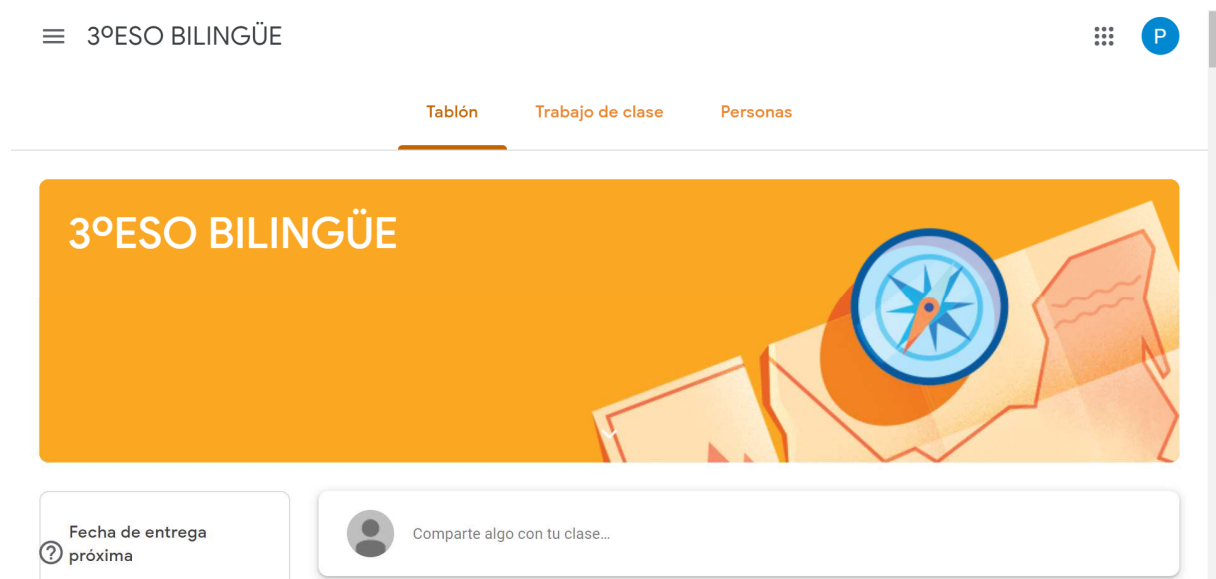 3ºESO BILINGÜE
P
Tablón
Trabajo de clase
Personas
3ºESO BILINGÜE
Fecha de entrega
próxima
?
Comparte algo con tu clase...